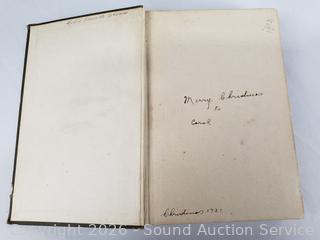 Merry Christmas
to
Carol
Christmas 1921
Copyright 2026 - Sound Auction Service